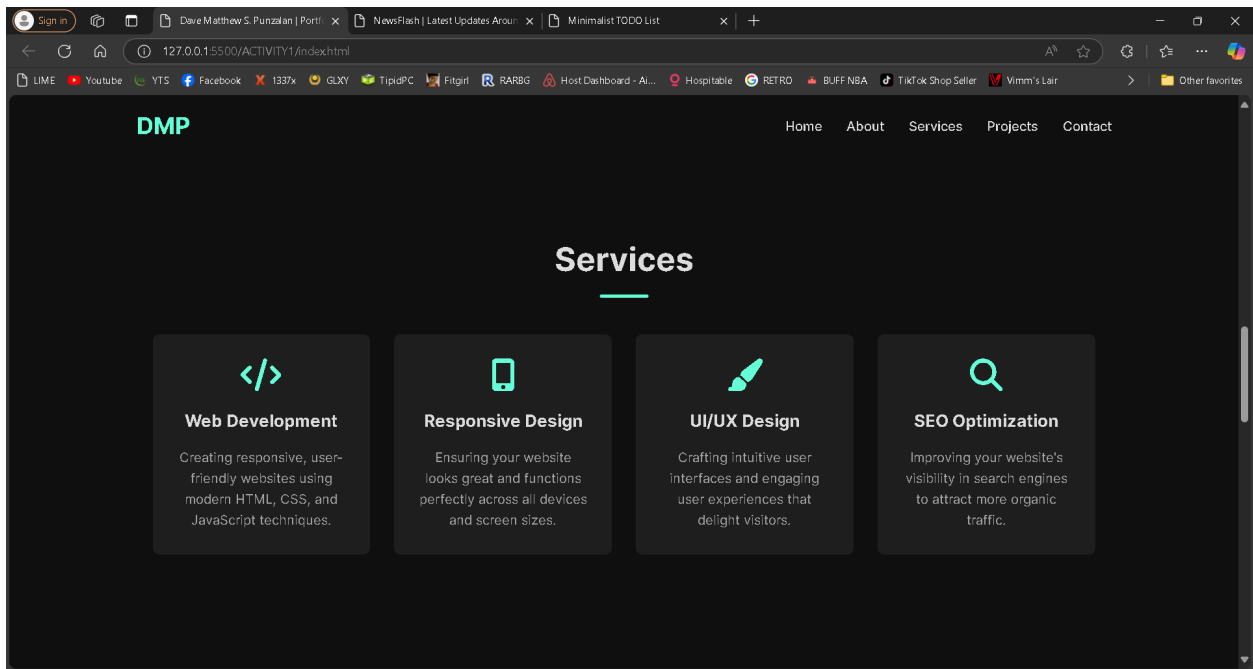 Sign in
Dave Matthew S. Punzalan | Portf
NewsFlash | Latest Updates Aroun
Minimalist TODO List
127.0.0.1:5500/ACTIVITY1/index.html
LIME Youtube YTS Facebook 1337x GLXY TipidPC Fitgirl RARBG Host Dashboard - Ai... Hospitable RETRO BUFF NBA TikTok Shop Seller Vimm's Lair Other favorites
DMP
Home About Services Projects Contact
Services
Web Development
Creating responsive, user-
friendly websites using
modern HTML, CSS, and
JavaScript techniques.
Responsive Design
Ensuring your website
looks great and functions
perfectly across all devices
and screen sizes.
UI/UX Design
Crafting intuitive user
interfaces and engaging
user experiences that
delight visitors.
SEO Optimization
Improving your website's
visibility in search engines
to attract more organic
traffic.